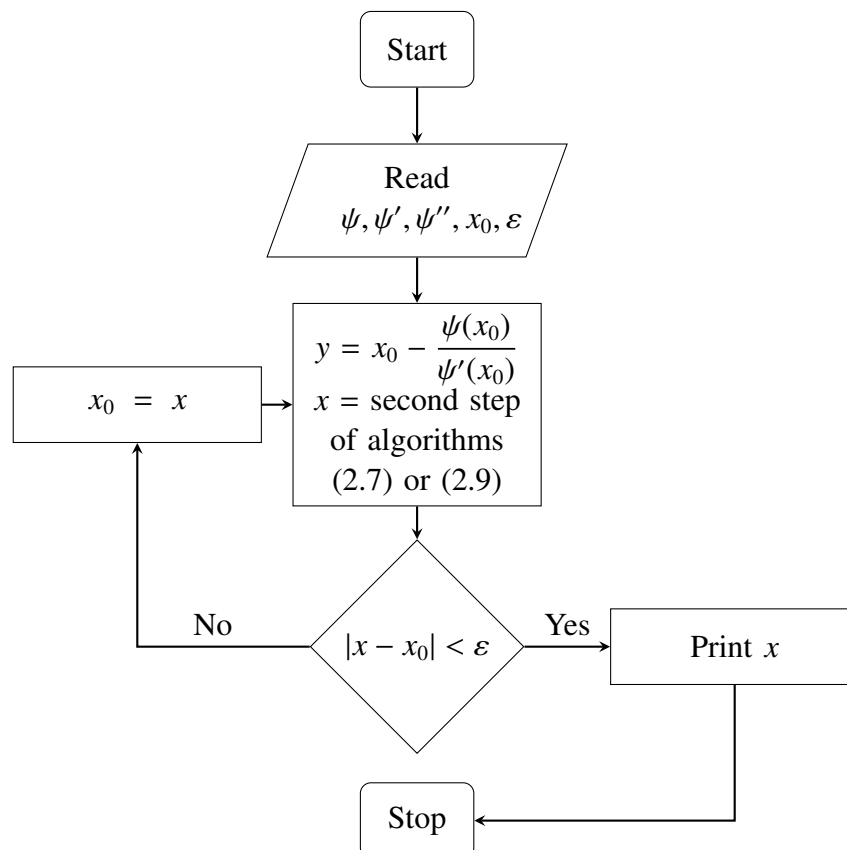 Start
Read
ψ, ψ′, ψ′′, x₀, ε
y = x₀ − ψ(x₀)/ψ′(x₀)
x = second step
of algorithms
(2.7) or (2.9)
x₀ = x
|x − x₀| < ε
No
Yes
Print x
Stop